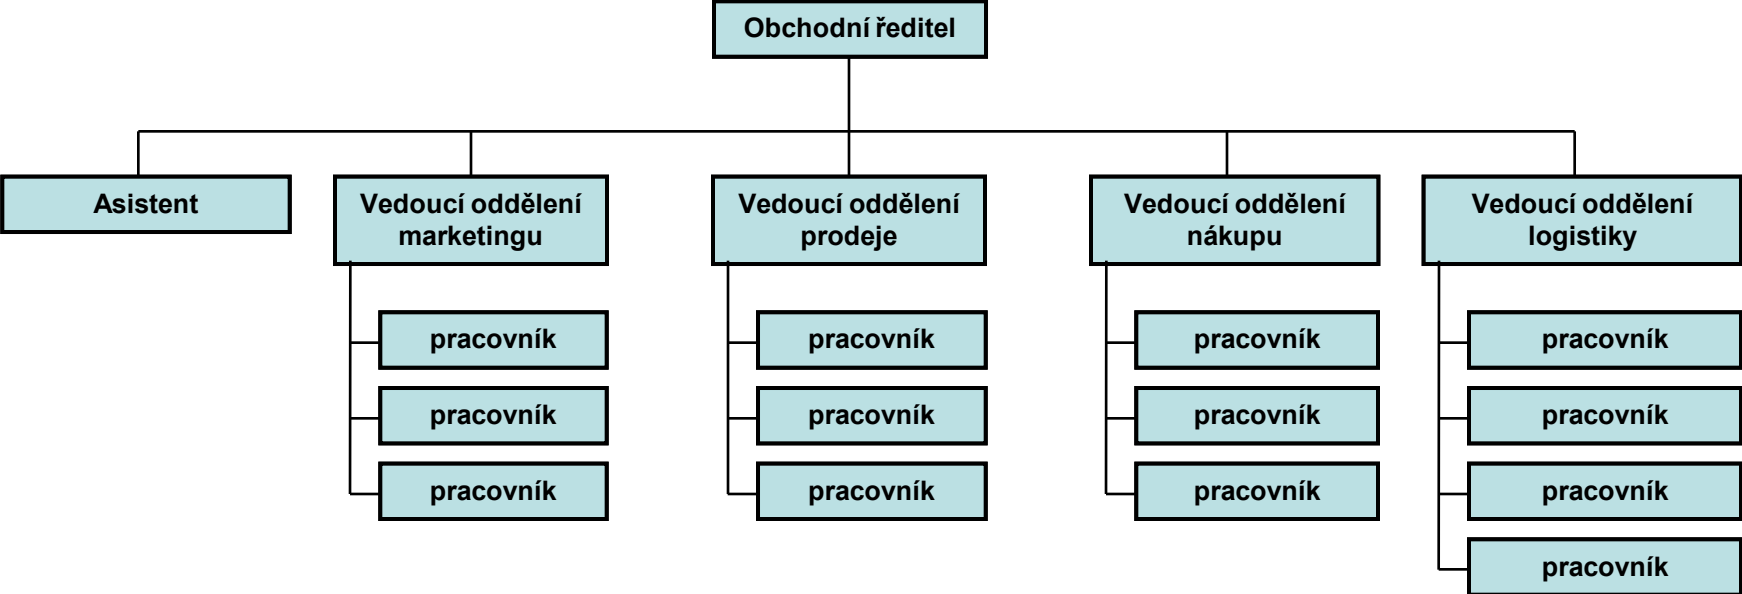 Obchodní ředitel
Asistent
Vedoucí oddělení
marketingu
Vedoucí oddělení
prodeje
Vedoucí oddělení
nákupu
Vedoucí oddělení
logistiky
pracovník
pracovník
pracovník
pracovník
pracovník
pracovník
pracovník
pracovník
pracovník
pracovník
pracovník
pracovník
pracovník